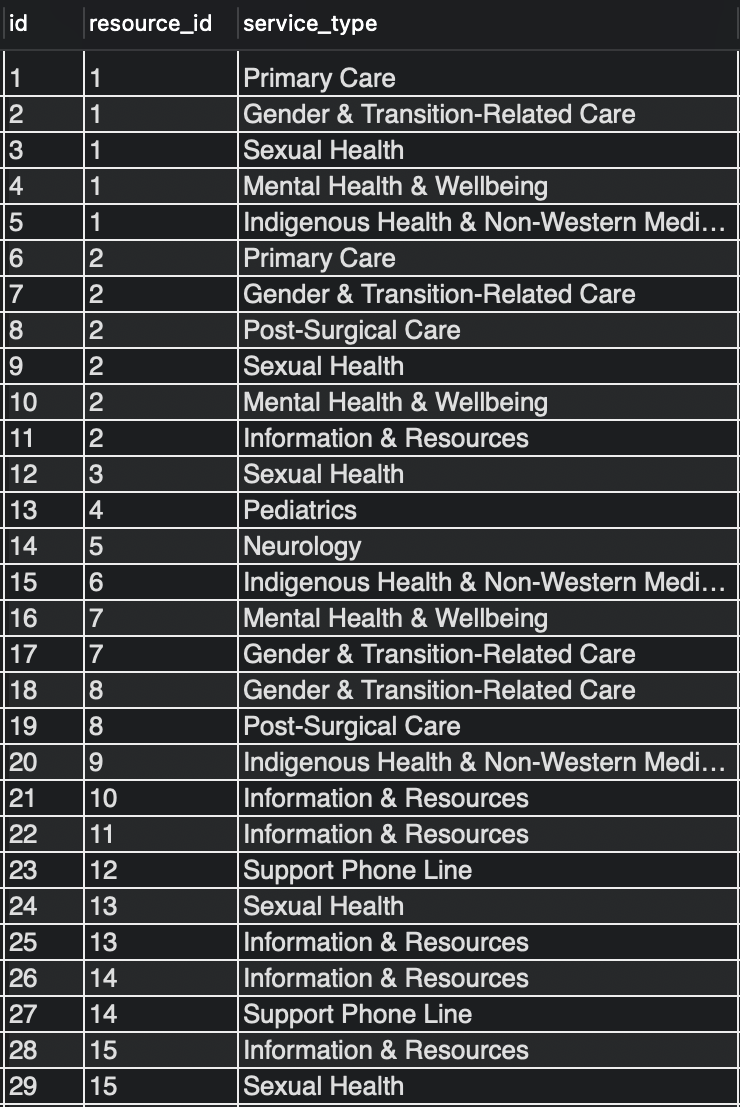 id resource_id service_type
1 1 Primary Care
2 1 Gender & Transition-Related Care
3 1 Sexual Health
4 1 Mental Health & Wellbeing
5 1 Indigenous Health & Non-Western Medi...
6 2 Primary Care
7 2 Gender & Transition-Related Care
8 2 Post-Surgical Care
9 2 Sexual Health
10 2 Mental Health & Wellbeing
11 2 Information & Resources
12 3 Sexual Health
13 4 Pediatrics
14 5 Neurology
15 6 Indigenous Health & Non-Western Medi...
16 7 Mental Health & Wellbeing
17 7 Gender & Transition-Related Care
18 8 Gender & Transition-Related Care
19 8 Post-Surgical Care
20 9 Indigenous Health & Non-Western Medi...
21 10 Information & Resources
22 11 Information & Resources
23 12 Support Phone Line
24 13 Sexual Health
25 13 Information & Resources
26 14 Information & Resources
27 14 Support Phone Line
28 15 Information & Resources
29 15 Sexual Health